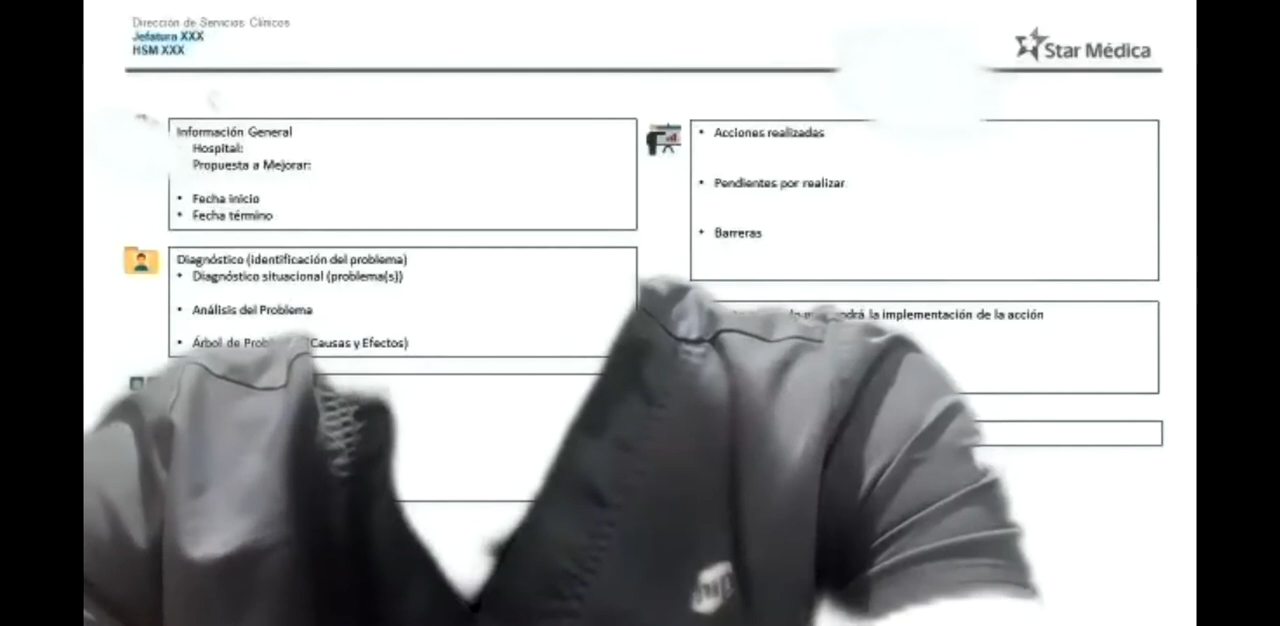 Dirección de Servicios Clínicos
Jefatura XXX
HSM XXX
Star Médica
Información General
Hospital:
Propuesta a Mejorar:
• Fecha inicio
• Fecha término
Diagnóstico (identificación del problema)
• Diagnóstico situacional (problema(s))
• Análisis del Problema
• Árbol de (Causas y Efectos)
• Acciones realizadas
• Pendientes por realizar
• Barreras
la implementación de la acción